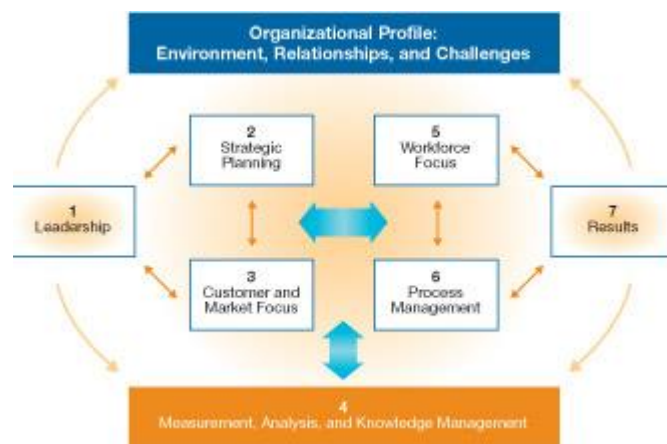 Organizational Profile:
Environment, Relationships, and Challenges
2
Strategic
Planning
5
Workforce
Focus
1
Leadership
7
Results
3
Customer and
Market Focus
6
Process
Management
4
Measurement, Analysis, and Knowledge Management